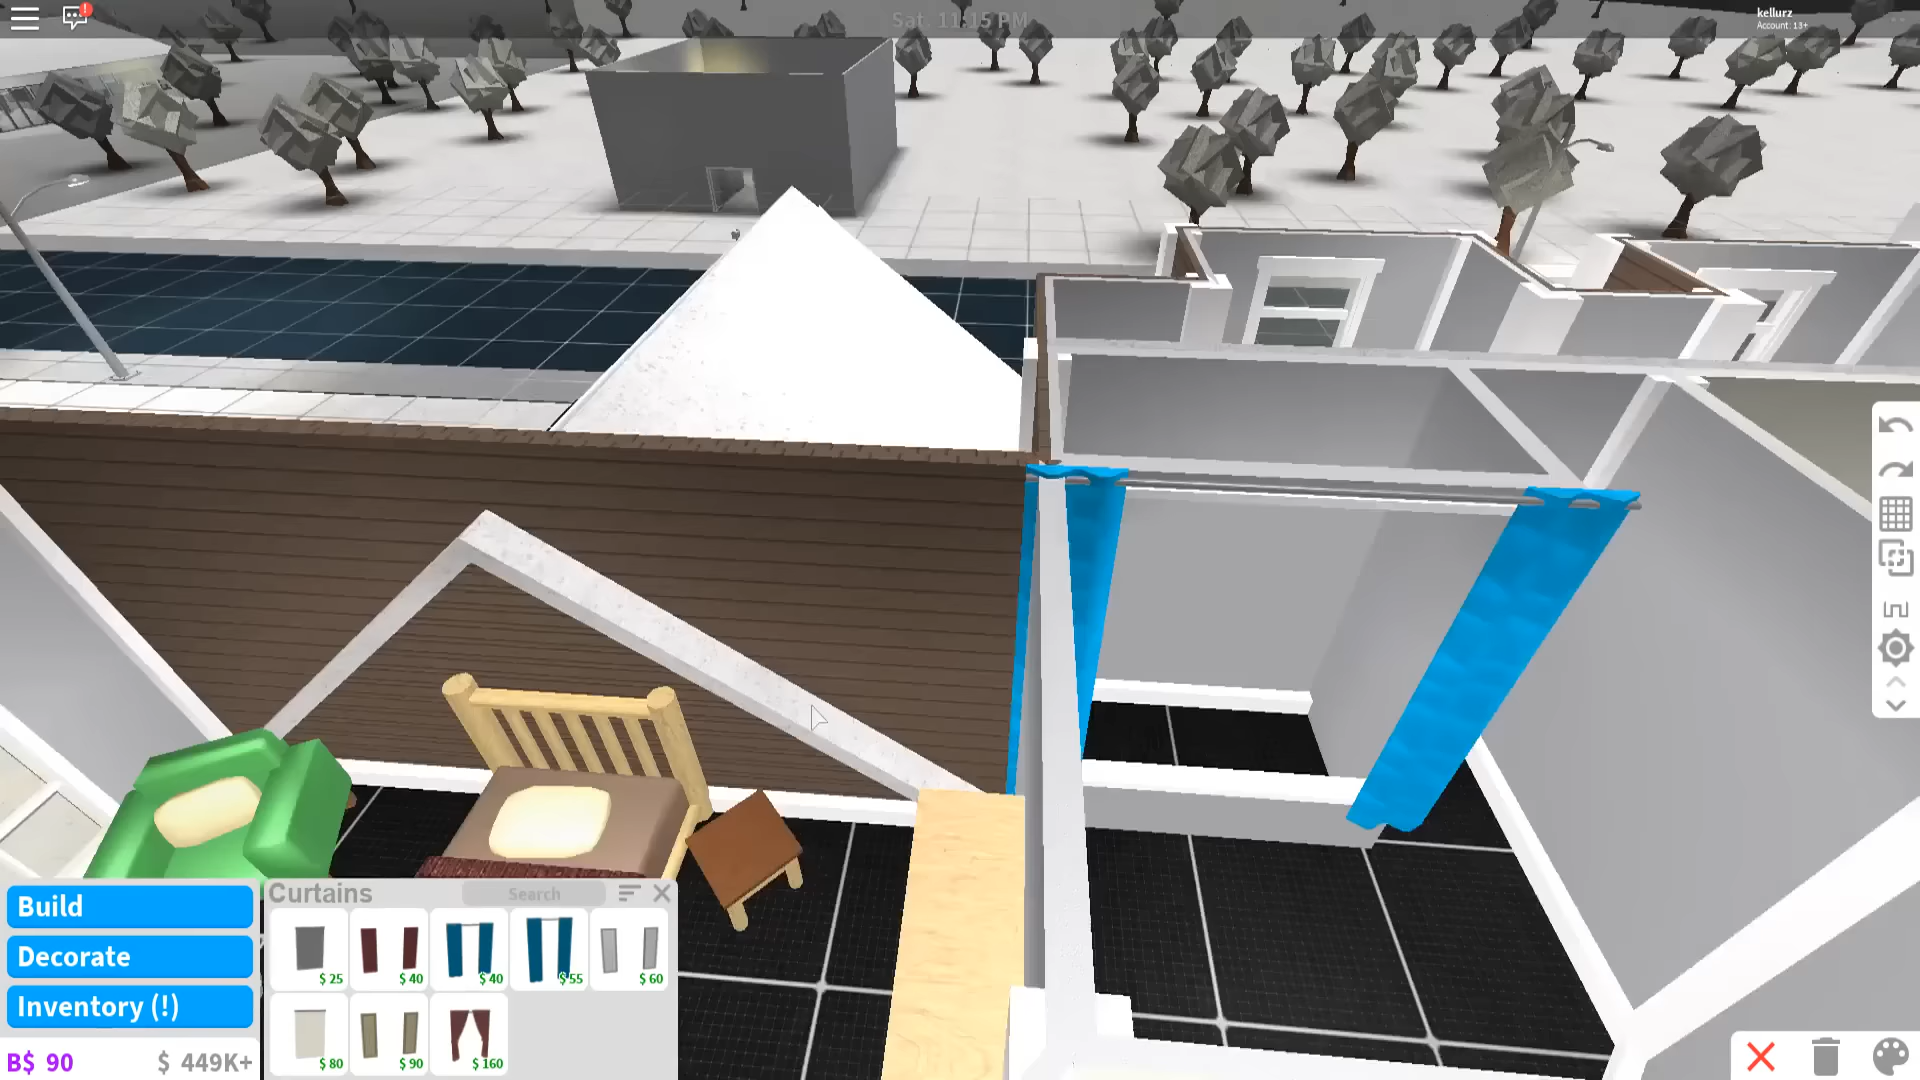 Sat. 11:15 PM
kellurz
Account: 13+
Build
Decorate
Inventory (!)
B$ 90
$ 449K+
Curtains
Search
$ 25
$ 40
$ 40
$ 55
$ 60
$ 80
$ 90
$ 160